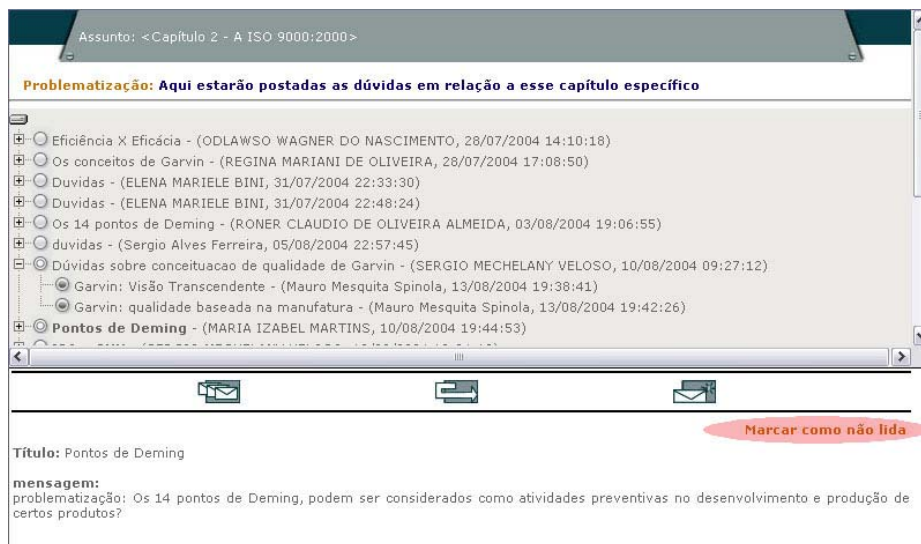 Assunto: <Capítulo 2 - A ISO 9000:2000>
Problematização: Aqui estarão postadas as dúvidas em relação a esse capítulo específico
Eficiência X Eficácia - (ODLAWSO WAGNER DO NASCIMENTO, 28/07/2004 14:10:18)
Os conceitos de Garvin - (REGINA MARIANI DE OLIVEIRA, 28/07/2004 17:08:50)
Duvidas - (ELENA MARIELE BINI, 31/07/2004 22:33:30)
Duvidas - (ELENA MARIELE BINI, 31/07/2004 22:48:24)
Os 14 pontos de Deming - (RONER CLAUDIO DE OLIVEIRA ALMEIDA, 03/08/2004 19:06:55)
duvidas - (Sergio Alves Ferreira, 05/08/2004 22:57:45)
Dúvidas sobre conceituacao de qualidade de Garvin - (SERGIO MECHELANY VELOSO, 10/08/2004 09:27:12)
Garvin: Visão Transcendente - (Mauro Mesquita Spinola, 13/08/2004 19:38:41)
Garvin: qualidade baseada na manufatura - (Mauro Mesquita Spinola, 13/08/2004 19:42:26)
Pontos de Deming - (MARIA IZABEL MARTINS, 10/08/2004 19:44:53)
Marcar como não lida
Título: Pontos de Deming
mensagem:
problematização: Os 14 pontos de Deming, podem ser considerados como atividades preventivas no desenvolvimento e produção de
certos produtos?